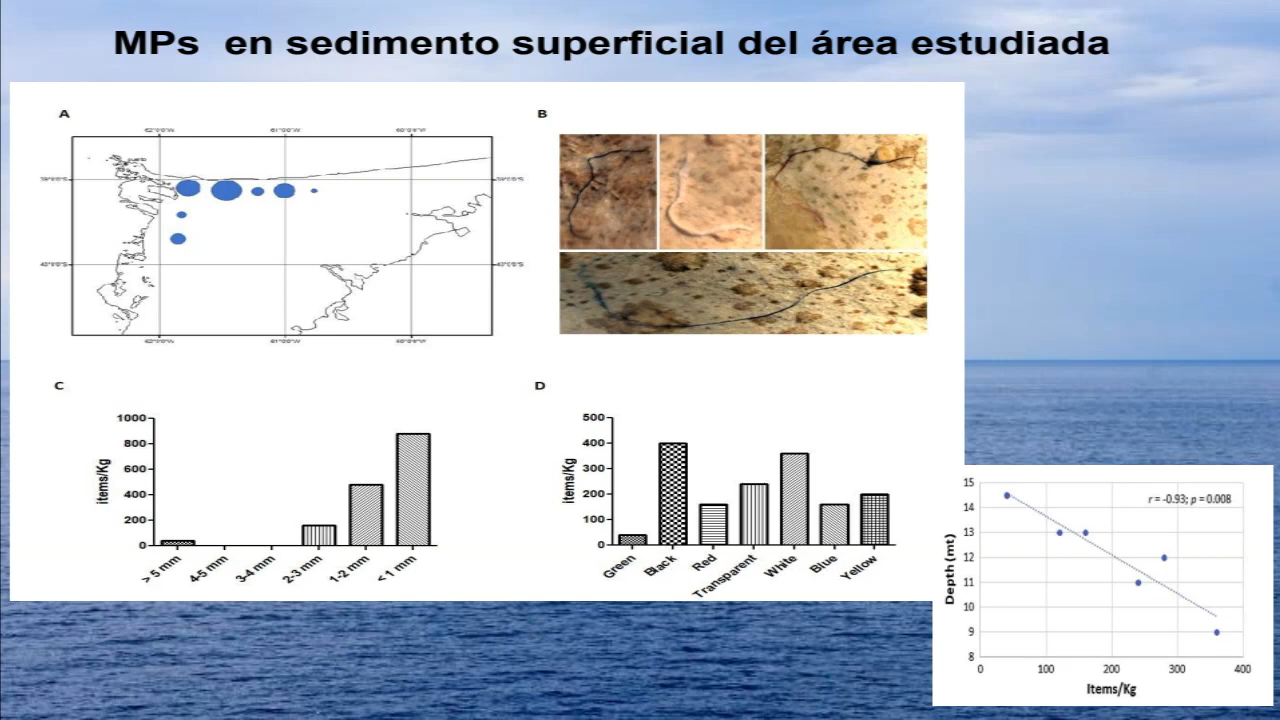 MPs en sedimento superficial del área estudiada
A
B
C
1000
800
600
400
200
0
items/Kg
> 5 mm
4-5 mm
3-4 mm
2-3 mm
1-2 mm
< 1 mm
D
500
400
300
200
100
0
items/Kg
Green
Black
Red
Transparent
White
Blue
Yellow
15
14
13
12
11
10
9
8
Depth (mt)
r = -0.93; p = 0.008
0 100 200 300 400
Items/Kg